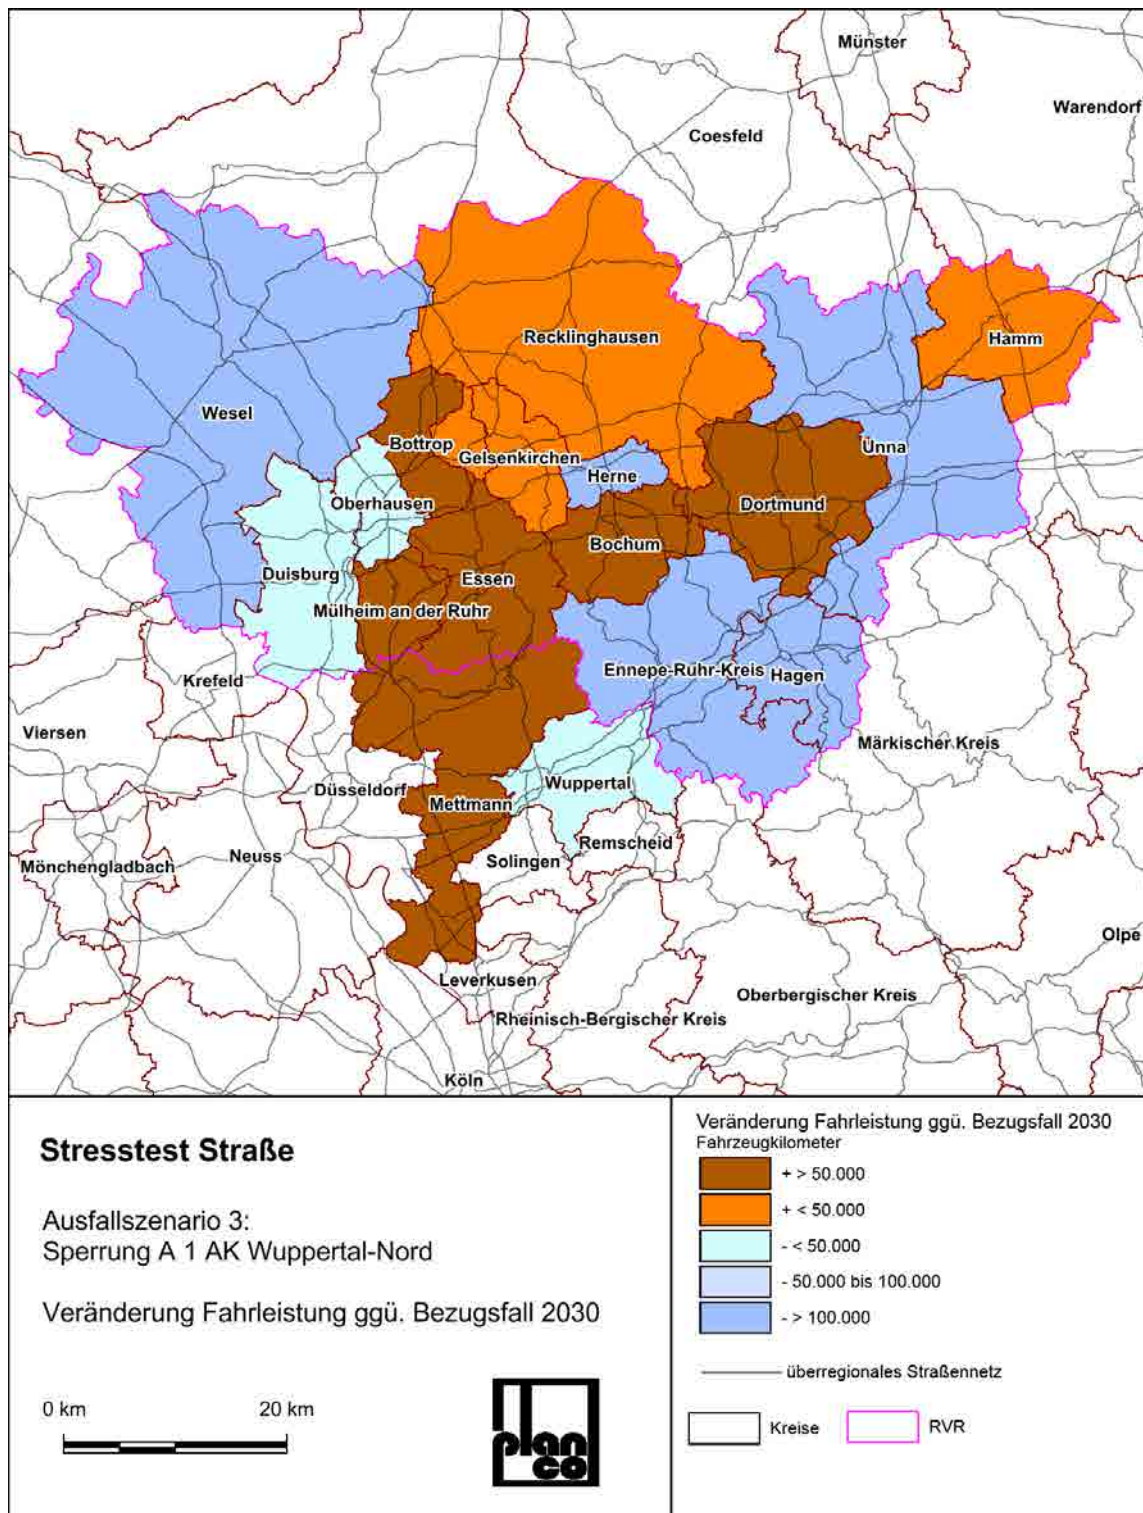 Münster
Warendorf
Coesfeld
Recklinghausen
Hamm
Wesel
Bottrop
Gelsenkirchen
Unna
Herne
Oberhausen
Dortmund
Bochum
Duisburg
Essen
Mülheim an der Ruhr
Krefeld
Ennepe-Ruhr-Kreis
Hagen
Viersen
Märkischer Kreis
Düsseldorf
Mettmann
Wuppertal
Remscheid
Neuss
Solingen
Mönchengladbach
Olpe
Leverkusen
Oberbergischer Kreis
Rheinisch-Bergischer Kreis
Köln
Stresstest Straße
Ausfallszenario 3:
Sperrung A 1 AK Wuppertal-Nord
Veränderung Fahrleistung ggü. Bezugsfall 2030
0 km 20 km
plan
co
Veränderung Fahrleistung ggü. Bezugsfall 2030
Fahrzeugkilometer
+ > 50.000
+ < 50.000
- < 50.000
- 50.000 bis 100.000
- > 100.000
überregionales Straßennetz
Kreise RVR